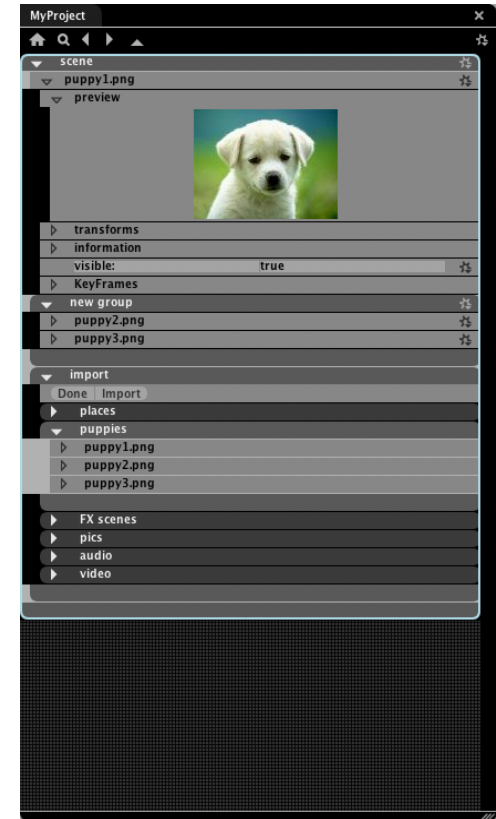 MyProject
scene
puppy1.png
preview
transforms
information
visible: true
KeyFrames
new group
puppy2.png
puppy3.png
import
Done Import
places
puppies
puppy1.png
puppy2.png
puppy3.png
FX scenes
pics
audio
video